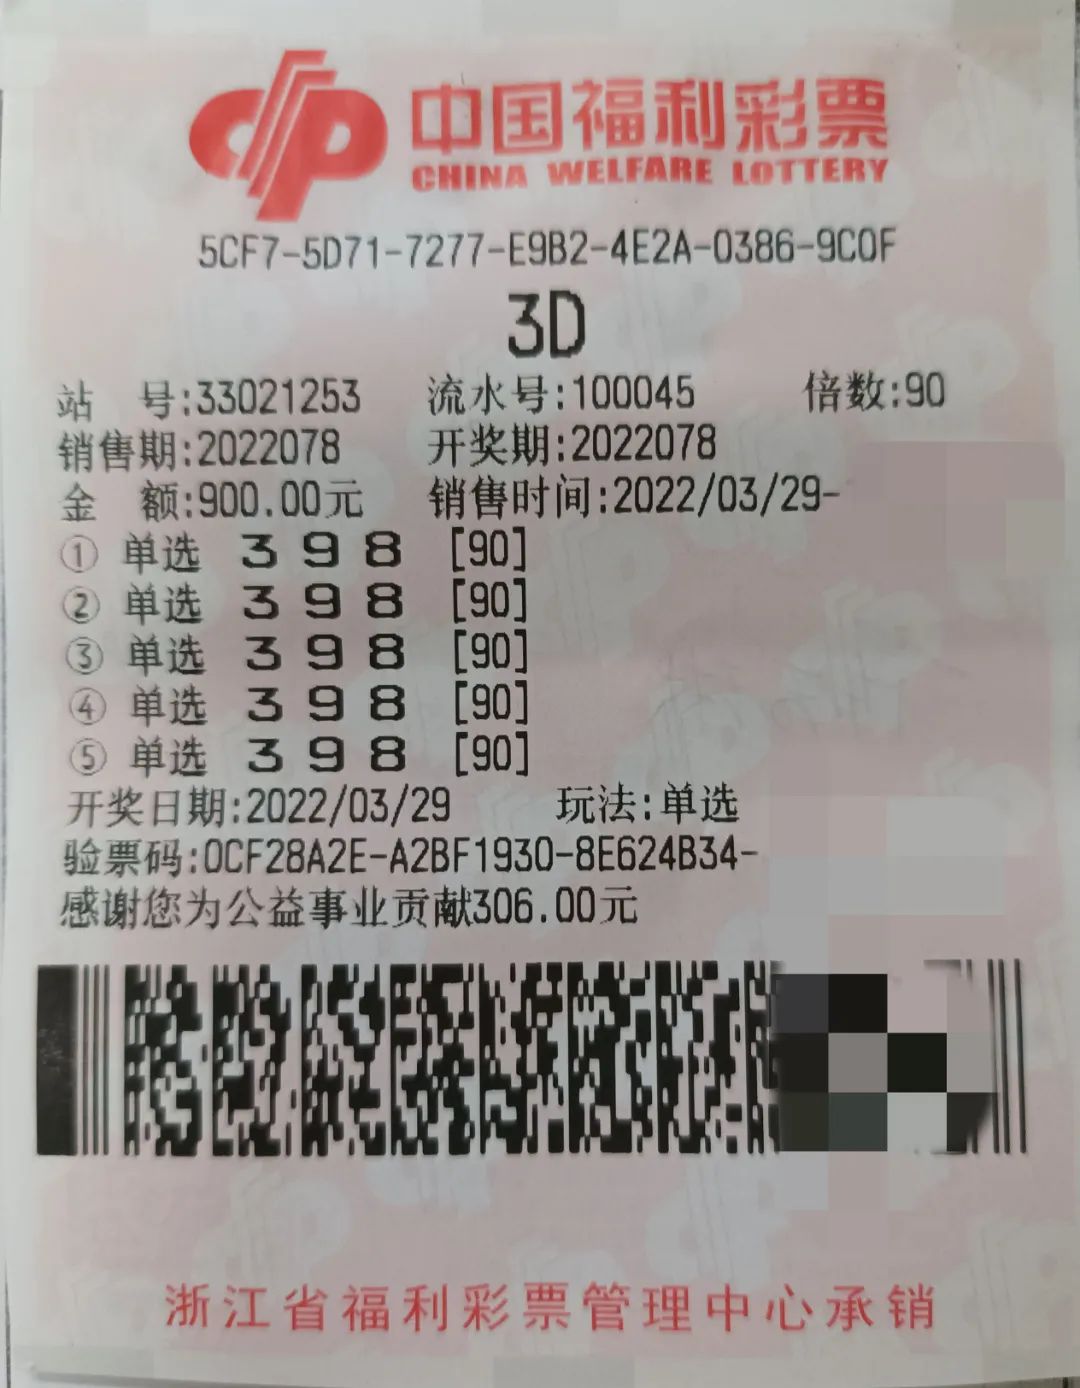 中国福利彩票
CHINA WELFARE LOTTERY
5CF7-5D71-7277-E9B2-4E2A-0386-9C0F
3D
站 号:33021253 流水号:100045 倍数:90
销售期:2022078 开奖期:2022078
金 额:900.00元 销售时间:2022/03/29-
① 单选 3 9 8 [90]
② 单选 3 9 8 [90]
③ 单选 3 9 8 [90]
④ 单选 3 9 8 [90]
⑤ 单选 3 9 8 [90]
开奖日期:2022/03/29 玩法:单选
验票码:0CF28A2E-A2BF1930-8E624B34-
感谢您为公益事业贡献306.00元
浙江省福利彩票管理中心承销